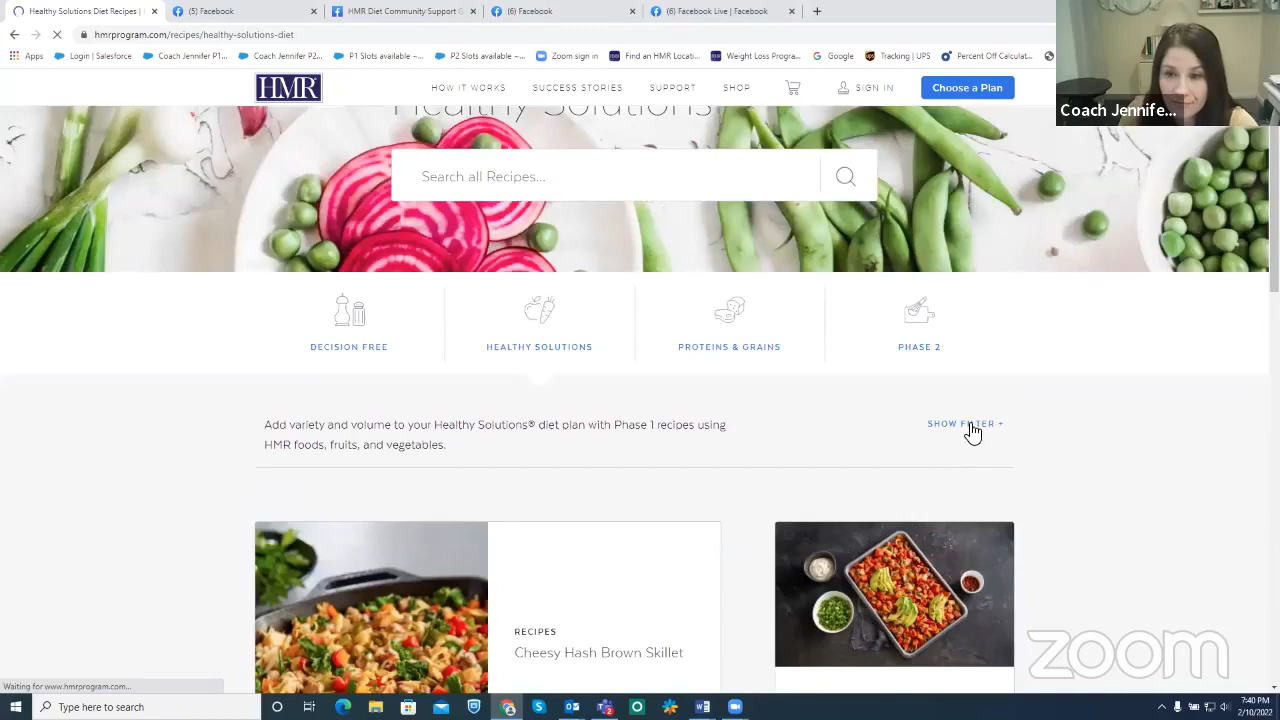 Healthy Solutions Diet Recipes |
(5) Facebook
HMR Diet Community Support G
(6) Facebook
(6) Facebook Live | Facebook
hmrprogram.com/recipes/healthy-solutions-diet
Apps
Login | Salesforce
Coach Jennifer P1...
Coach Jennifer P2...
P1 Slots available ~...
P2 Slots available ~...
Zoom sign in
Find an HMR Locati...
Weight Loss Progra...
Google
Tracking | UPS
Percent Off Calculat...
HMR
HOW IT WORKS
SUCCESS STORIES
SUPPORT
SHOP
SIGN IN
Choose a Plan
Coach Jennife...
Healthy Solutions
Search all Recipes...
DECISION FREE
HEALTHY SOLUTIONS
PROTEINS & GRAINS
PHASE 2
Add variety and volume to your Healthy Solutions® diet plan with Phase 1 recipes using
HMR foods, fruits, and vegetables.
SHOW FILTER +
RECIPES
Cheesy Hash Brown Skillet
zoom
Waiting for www.hmrprogram.com...
Type here to search
7:40 PM
2/10/2022